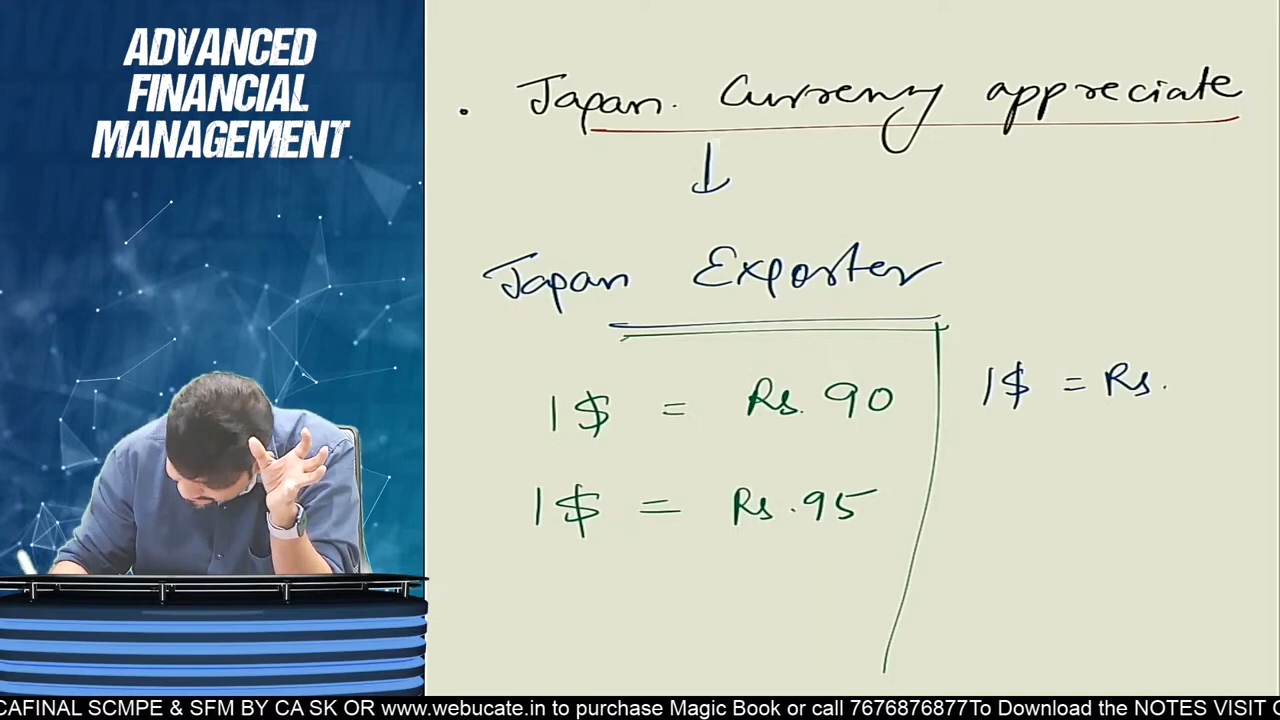 ADVANCED
FINANCIAL
MANAGEMENT
. Japan. Currency appreciate
Japan Exporter
1$ = Rs. 90
1$ = Rs.
1$ = Rs. 95
CAFINAL SCMPE & SFM BY CA SK OR www.webucate.in to purchase Magic Book or call 7676876877To Download the NOTES VISIT